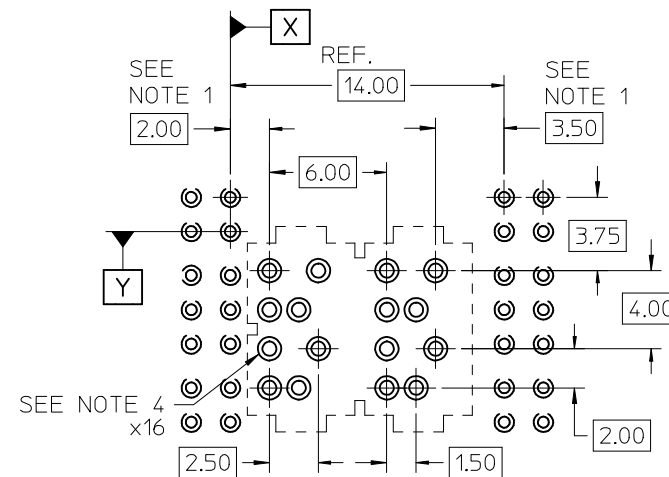 X
REF.
SEE
NOTE 1
14.00
SEE
NOTE 1
2.00
3.50
6.00
3.75
Y
4.00
SEE NOTE 4
x16
2.00
2.50
1.50